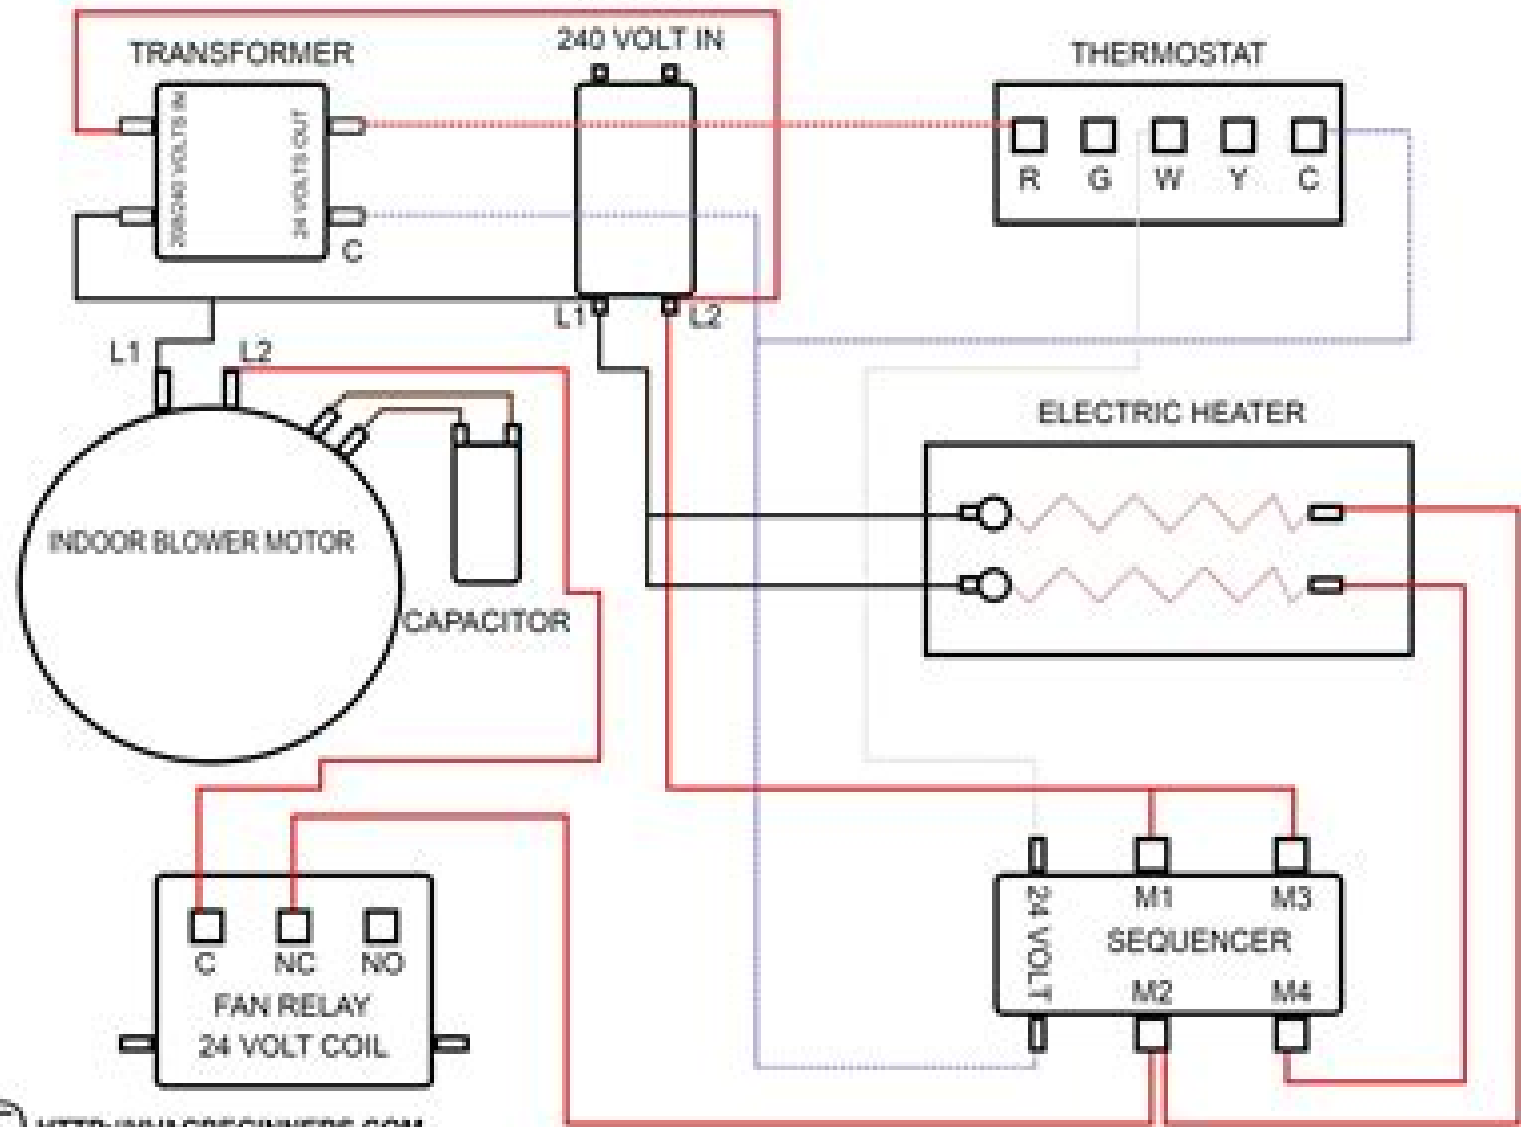 240 VOLT IN
TRANSFORMER
THERMOSTAT
208/240 VOLTS IN
24 VOLTS OUT
C
R G W Y C
L1 L2
L1 L2
ELECTRIC HEATER
INDOOR BLOWER MOTOR
CAPACITOR
24 VOLT
M1 M3
SEQUENCER
M2 M4
C NC NO
FAN RELAY
24 VOLT COIL